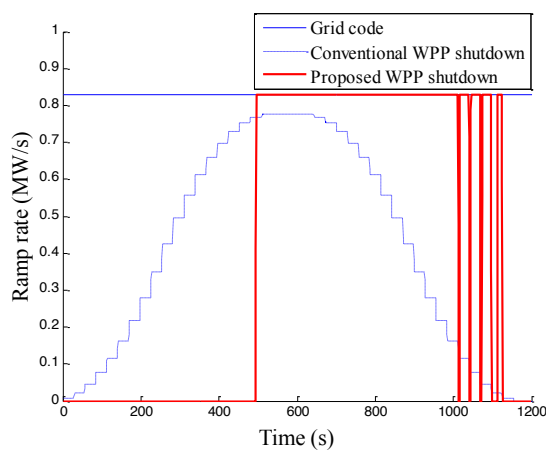 Grid code
Conventional WPP shutdown
Proposed WPP shutdown
1
0.9
0.8
0.7
0.6
0.5
0.4
0.3
0.2
0.1
0
Ramp rate (MW/s)
0 200 400 600 800 1000 1200
Time (s)